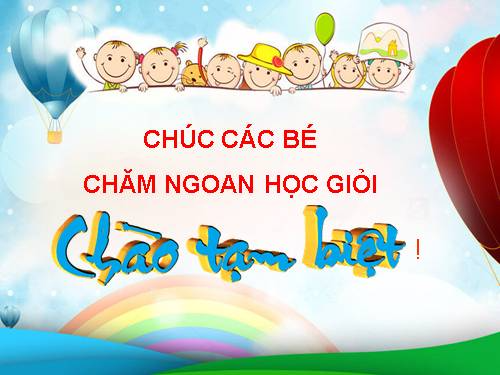 CHÚC CÁC BÉ
CHĂM NGOAN HỌC GIỎI
Chào tạm biệt !